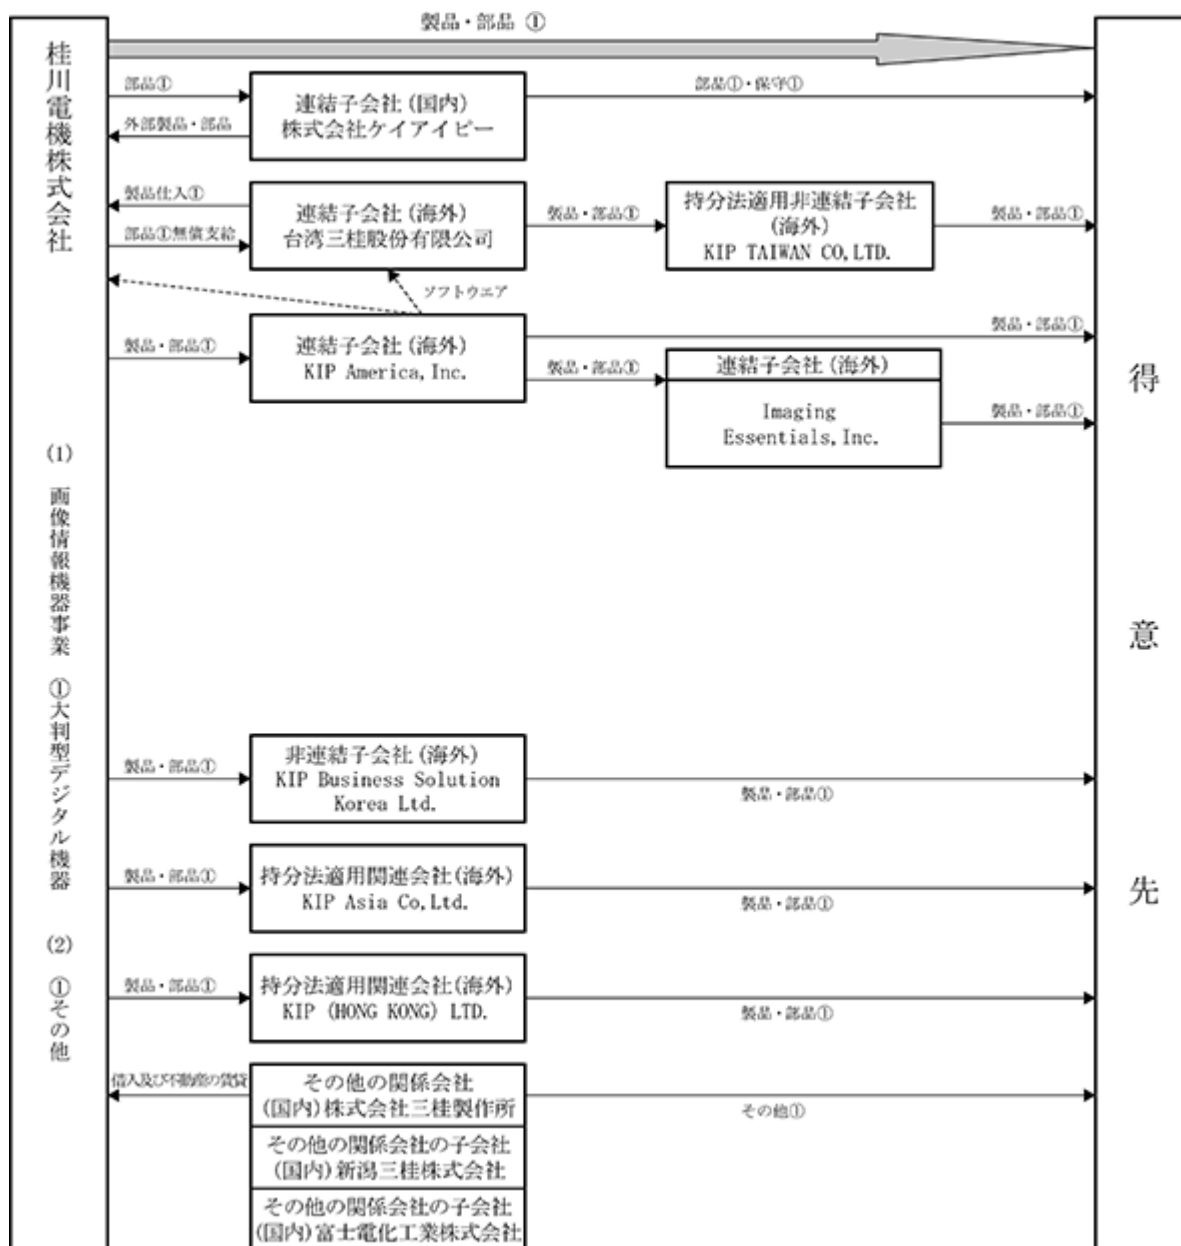 製品・部品 ①
桂川電機株式会社
部品①
連結子会社(国内)
株式会社ケイアイピー
部品①・保守①
外部製品・部品
製品仕入①
連結子会社(海外)
台湾三桂股份有限公司
部品①無償支給
製品・部品①
持分法適用非連結子会社
(海外)
KIP TAIWAN CO,LTD.
製品・部品①
ソフトウエア
製品・部品①
連結子会社(海外)
KIP America,Inc.
製品・部品①
製品・部品①
連結子会社(海外)
Imaging
Essentials,Inc.
製品・部品①
得意先
(1) 画像情報機器事業 ①大判型デジタル機器
(2) ①その他
製品・部品①
非連結子会社(海外)
KIP Business Solution
Korea Ltd.
製品・部品①
製品・部品①
持分法適用関連会社(海外)
KIP Asia Co,Ltd.
製品・部品①
製品・部品①
持分法適用関連会社(海外)
KIP (HONG KONG) LTD.
製品・部品①
借入及び不動産の賃貸
その他の関係会社
(国内)株式会社三桂製作所
その他①
その他の関係会社の子会社
(国内)新潟三桂株式会社
その他の関係会社の子会社
(国内)富士電化工業株式会社